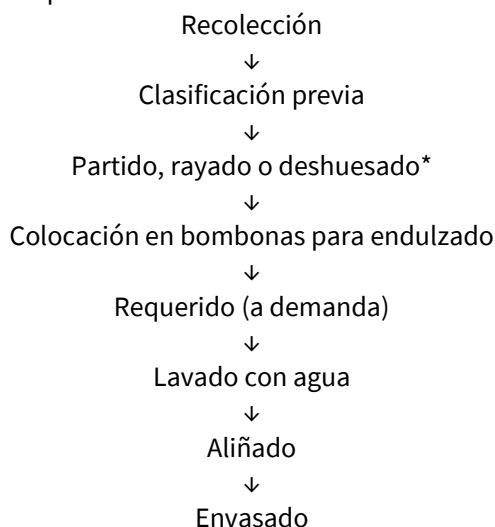 Recolección
↓
Clasificación previa
↓
Partido, rayado o deshuesado*
↓
Colocación en bombonas para endulzado
↓
Requerido (a demanda)
↓
Lavado con agua
↓
Aliñado
↓
Envasado